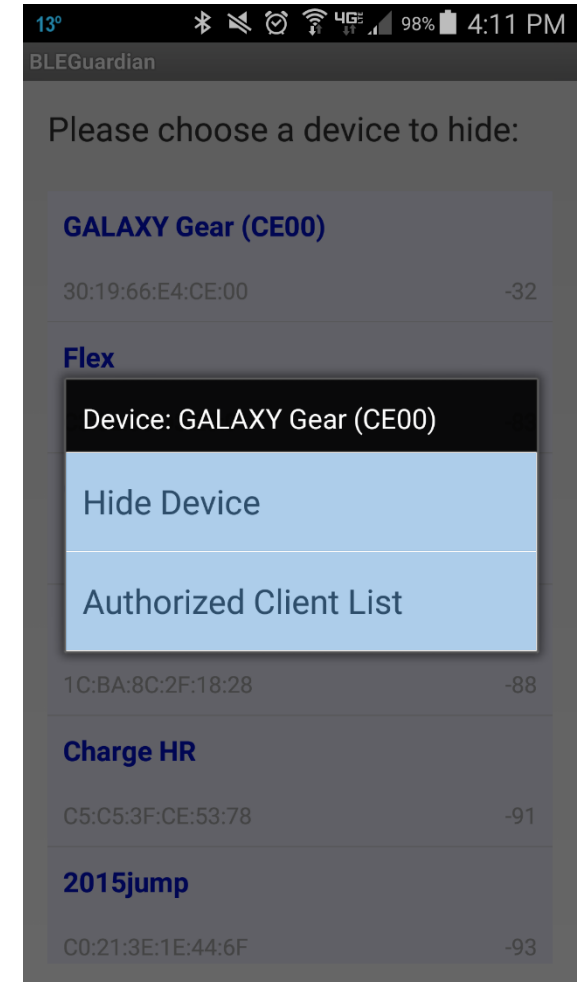 13° 4G 98% 4:11 PM
BLEGuardian
Please choose a device to hide:
GALAXY Gear (CE00)
30:19:66:E4:CE:00 -32
Flex
Device: GALAXY Gear (CE00)
Hide Device
Authorized Client List
1C:BA:8C:2F:18:28 -88
Charge HR
C5:C5:3F:CE:53:78 -91
2015jump
C0:21:3E:1E:44:6F -93